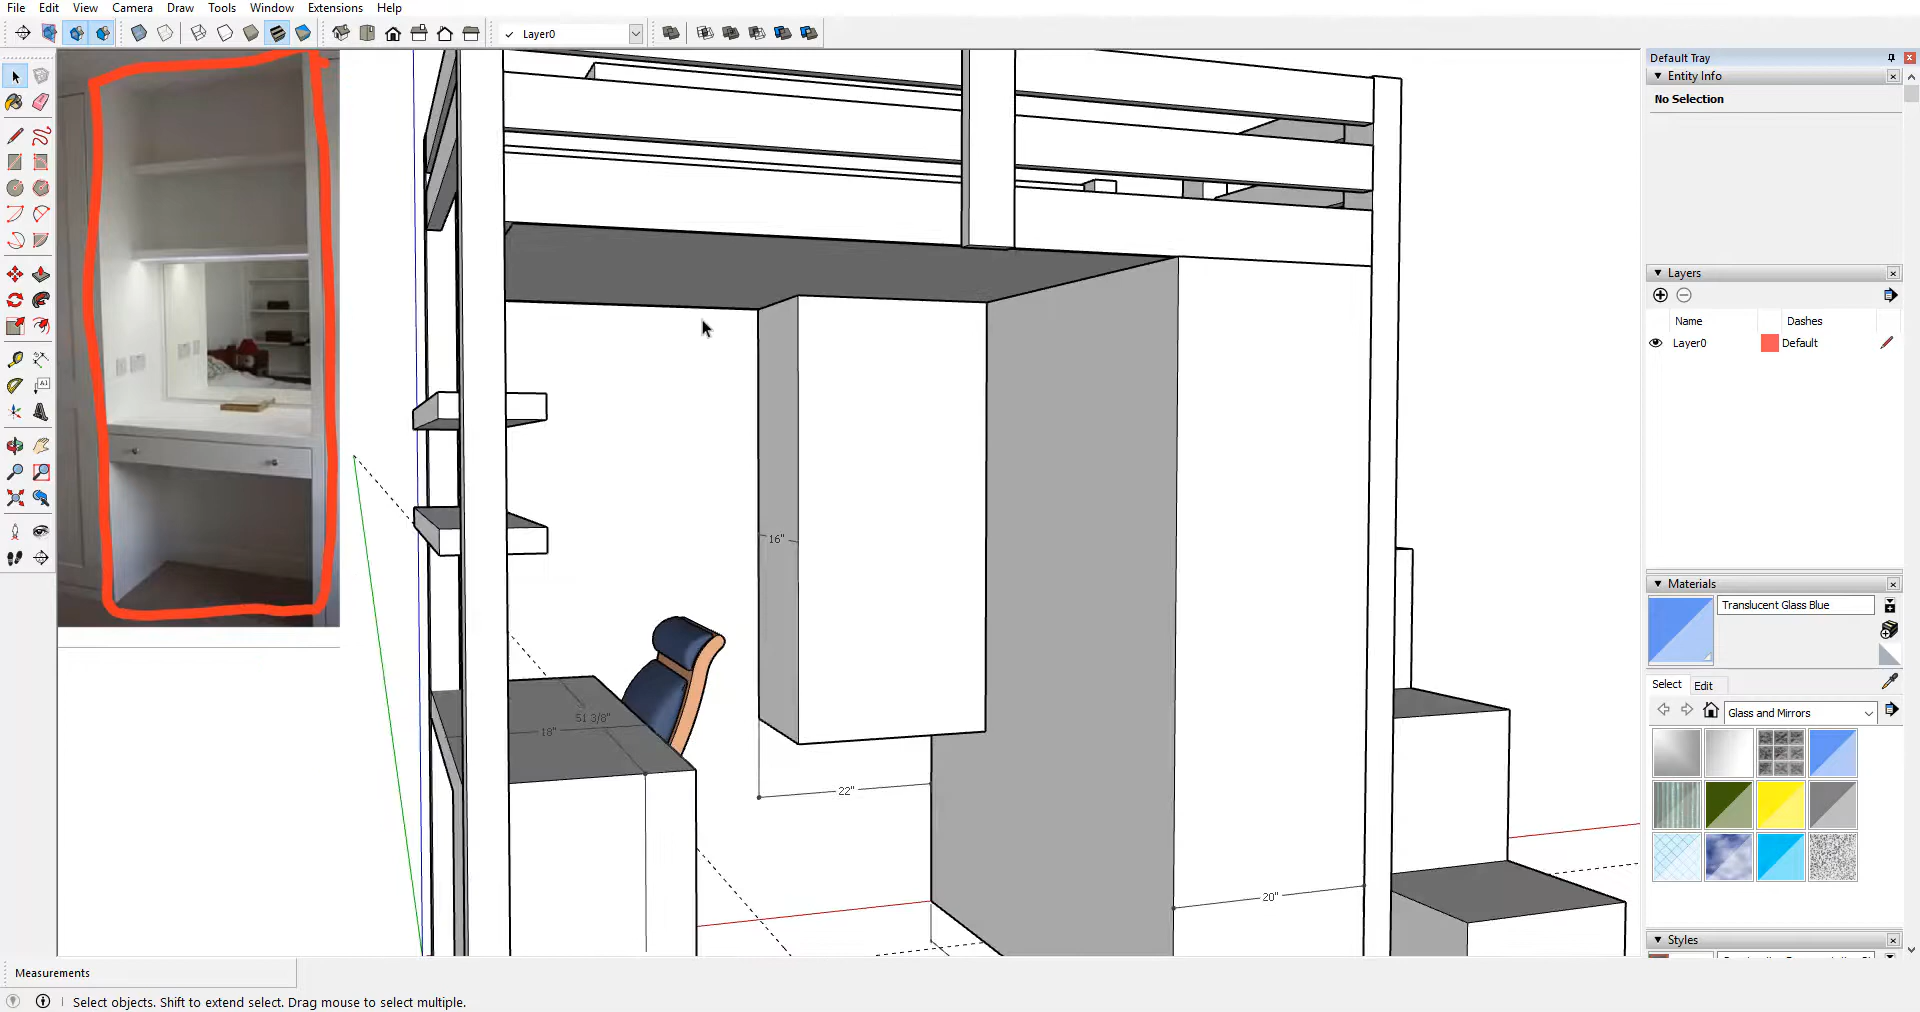 File Edit View Camera Draw Tools Window Extensions Help
✓ Layer0
Default Tray
Entity Info
No Selection
Layers
Name Dashes
Layer0 Default
16"
51 3/8"
18"
22"
20"
A1
Materials
Translucent Glass Blue
Select Edit
Glass and Mirrors
Styles
Measurements
Select objects. Shift to extend select. Drag mouse to select multiple.